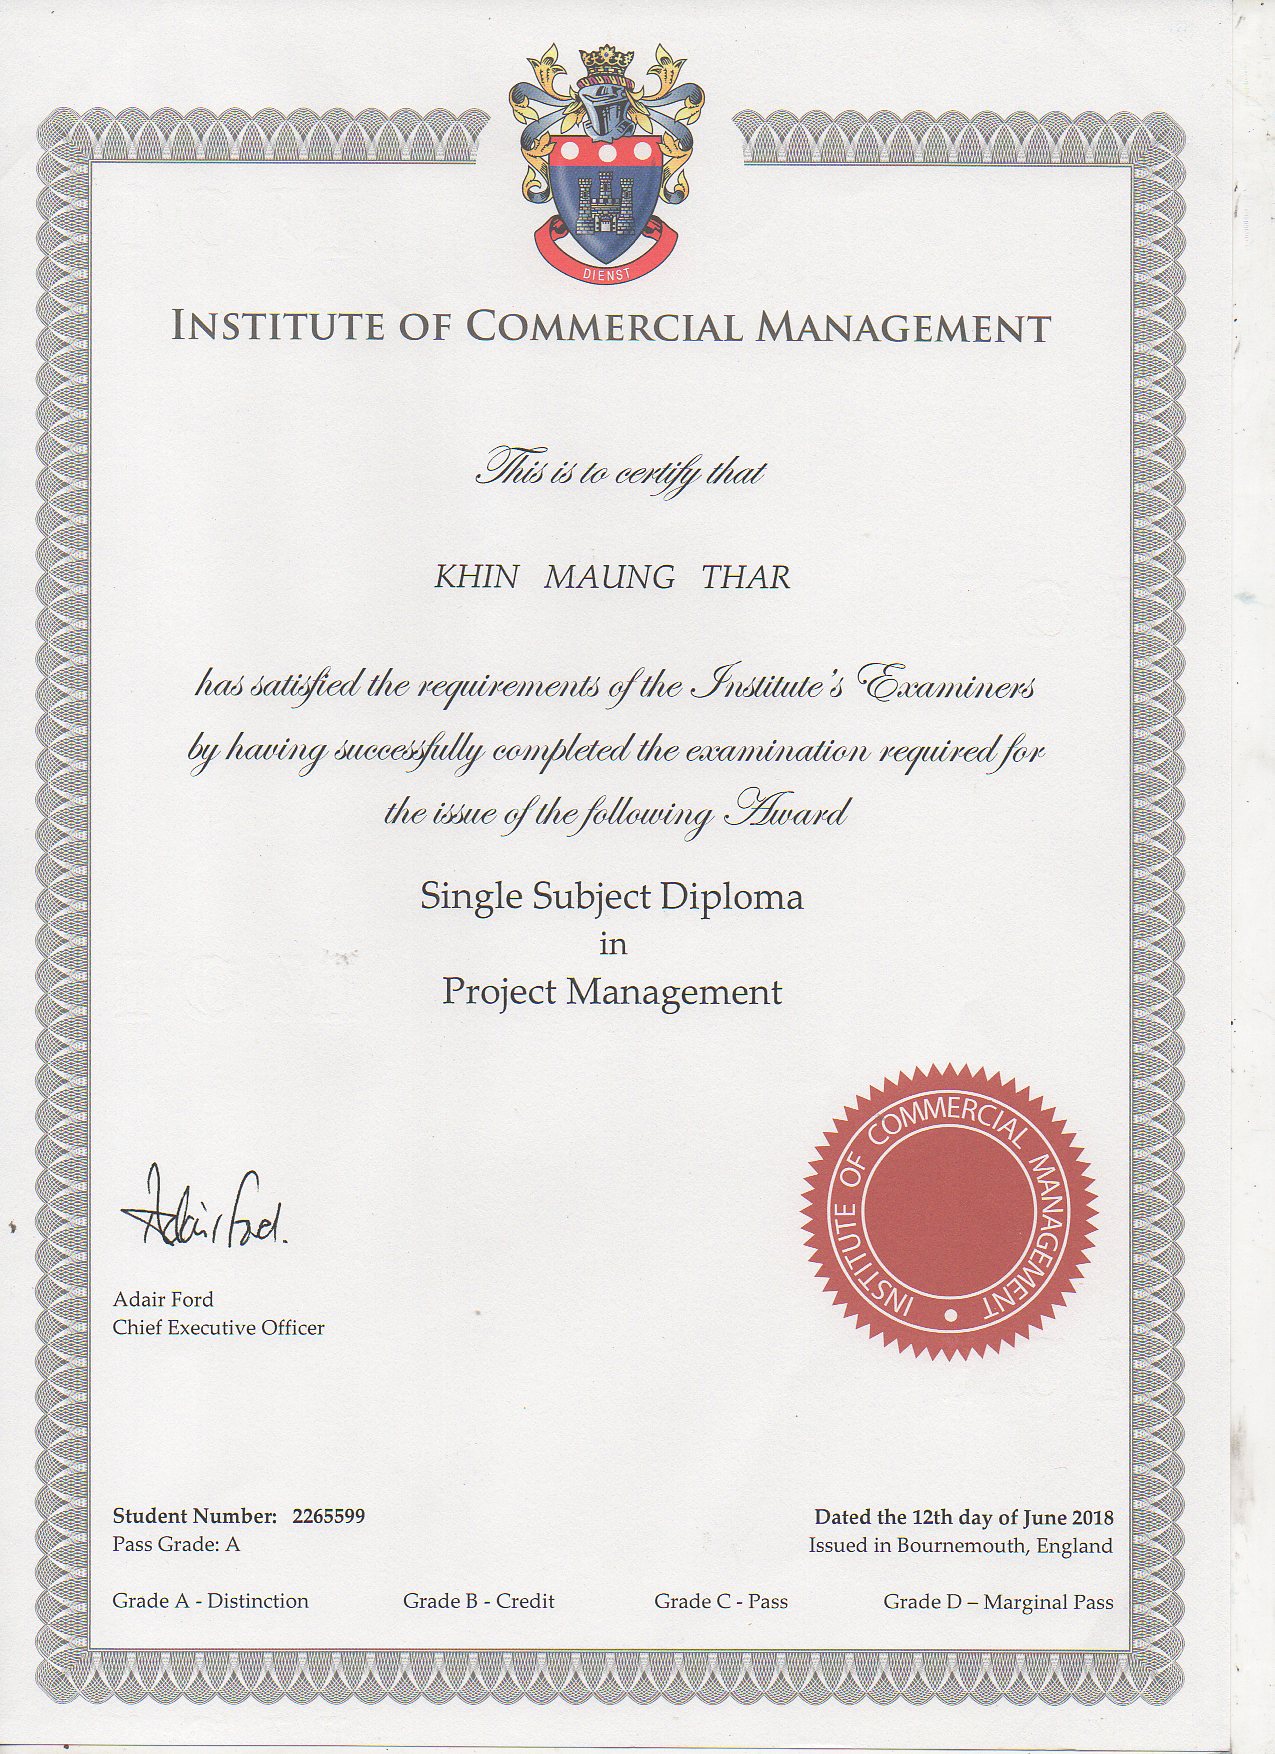 DIENST
INSTITUTE OF COMMERCIAL MANAGEMENT
This is to certify that
KHIN MAUNG THAR
has satisfied the requirements of the Institute's Examiners
by having successfully completed the examination required for
the issue of the following Award
Single Subject Diploma
in
Project Management
INSTITUTE OF COMMERCIAL MANAGEMENT
Adair Ford.
Adair Ford
Chief Executive Officer
Student Number: 2265599
Dated the 12th day of June 2018
Pass Grade: A
Issued in Bournemouth, England
Grade A - Distinction Grade B - Credit Grade C - Pass Grade D – Marginal Pass